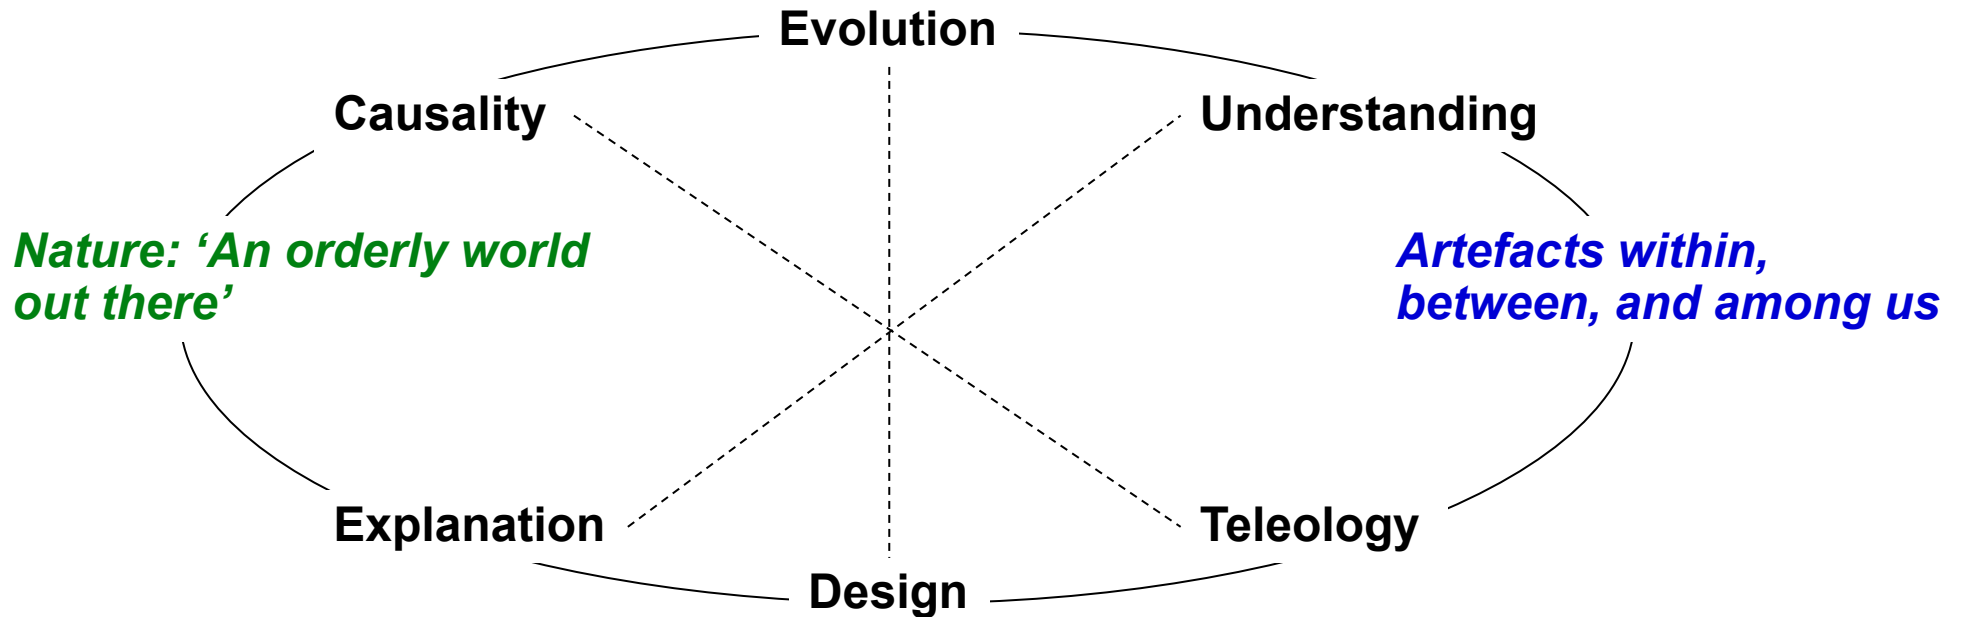 Evolution
Causality
Understanding
Nature: ‘An orderly world
out there’
Artefacts within,
between, and among us
Explanation
Teleology
Design